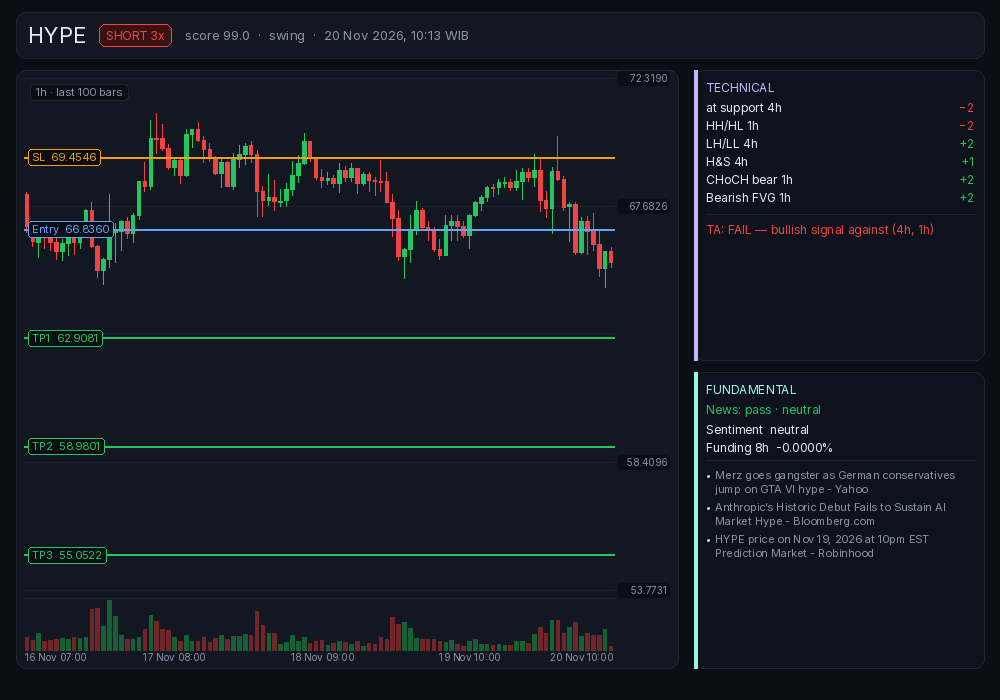 HYPE SHORT 3x score 99.0 · swing · 20 Nov 2026, 10:13 WIB
1h · last 100 bars
72.3190
SL 69.4546
67.6826
Entry 66.8360
TP1 62.9081
TP2 58.9801
58.4096
TP3 55.0522
53.7731
16 Nov 07:00 17 Nov 08:00 18 Nov 09:00 19 Nov 10:00 20 Nov 10:00
TECHNICAL
at support 4h −2
HH/HL 1h −2
LH/LL 4h +2
H&S 4h +1
CHoCH bear 1h +2
Bearish FVG 1h +2
TA: FAIL — bullish signal against (4h, 1h)
FUNDAMENTAL
News: pass · neutral
Sentiment neutral
Funding 8h -0.0000%
• Merz goes gangster as German conservatives
jump on GTA VI hype - Yahoo
• Anthropic's Historic Debut Fails to Sustain AI
Market Hype - Bloomberg.com
• HYPE price on Nov 19, 2026 at 10pm EST
Prediction Market - Robinhood